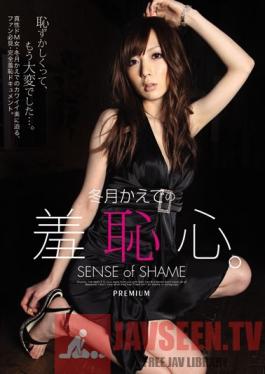 恥ずかしくって、
もう大変でした…。
真性ドM女・冬月かえでのカワイイ素に迫る、
ファン必見・完全羞恥ドキュメント。
冬月かえでの
羞恥心。
SENSE of SHAME
PREMIUM
JAVSEEN.TV
FREE JAV LIBRARY